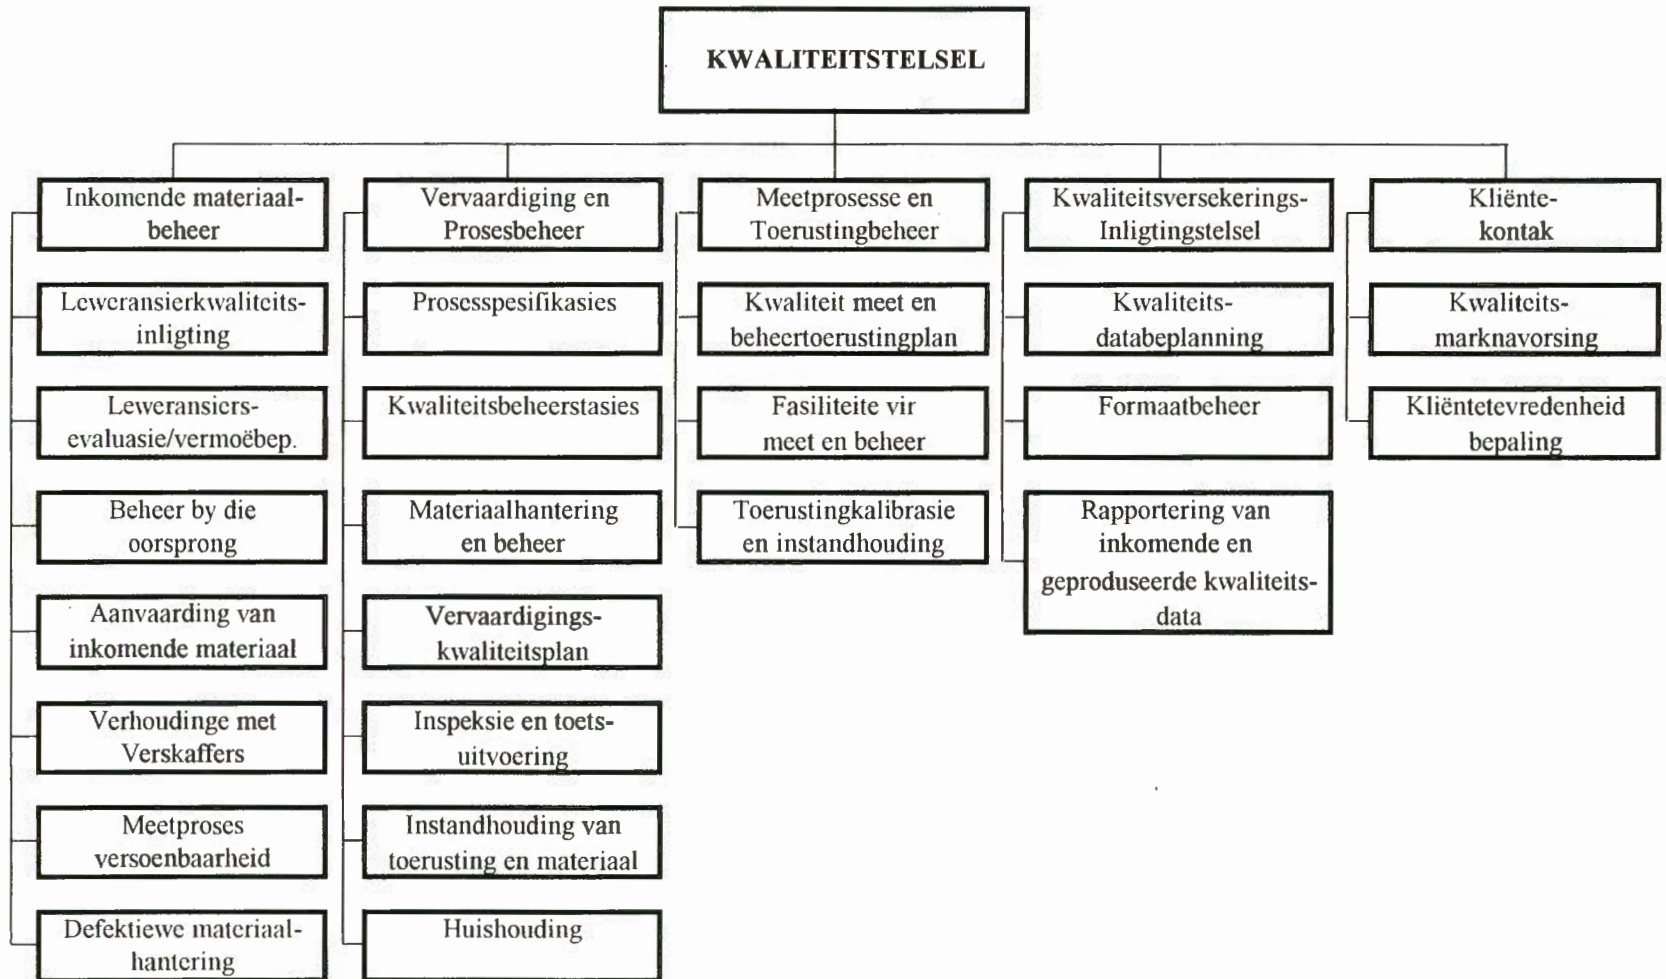 KWALITEITSTELSEL
Inkomende materiaal-
beheer
Leweransierkwaliteits-
inligting
Leweransiers-
evaluasie/vermoëbep.
Beheer by die
oorsprong
Aanvaarding van
inkomende materiaal
Verhoudinge met
Verskaffers
Meetproses
versoenbaarheid
Defektiewe materiaal-
hantering
Vervaardiging en
Prosesbeheer
Prosesspesifikasies
Kwaliteitsbeheerstasies
Materiaalhantering
en beheer
Vervaardigings-
kwaliteitsplan
Inspeksie en toets-
uitvoering
Instandhouding van
toerusting en materiaal
Huishouding
Meetprosesse en
Toerustingbeheer
Kwaliteit meet en
beheertoerustingplan
Fasiliteite vir
meet en beheer
Toerustingkalibrasie
en instandhouding
Kwaliteitsversekerings-
Inligtingstelsel
Kwaliteits-
databeplanning
Formaatbeheer
Rapportering van
inkomende en
geproduseerde kwaliteits-
data
Kliënte-
kontak
Kwaliteits-
marknavorsing
Kliëntetevredenheid
bepaling